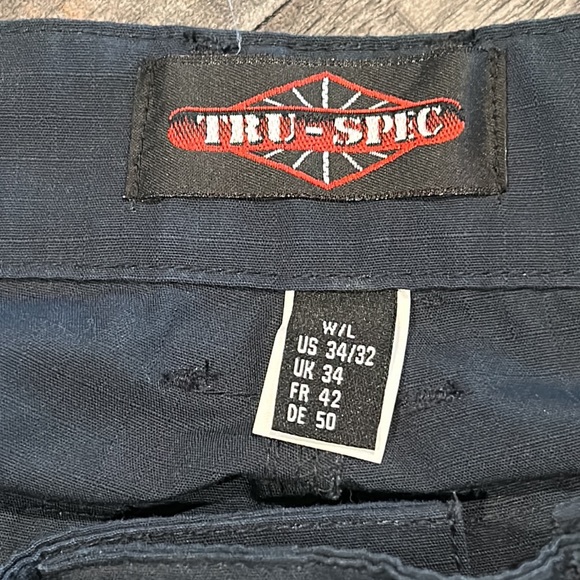 TRU-SPEC
W/L
US 34/32
UK 34
FR 42
DE 50